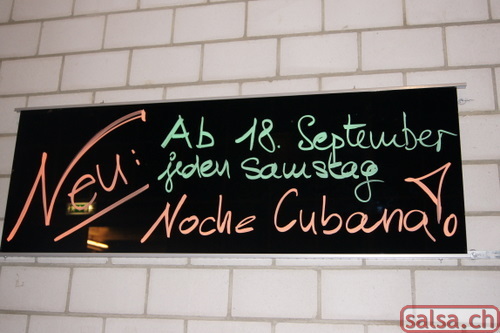 Neu: Ab 18. September
jeden Samstag
Noche Cubana!
salsa.ch